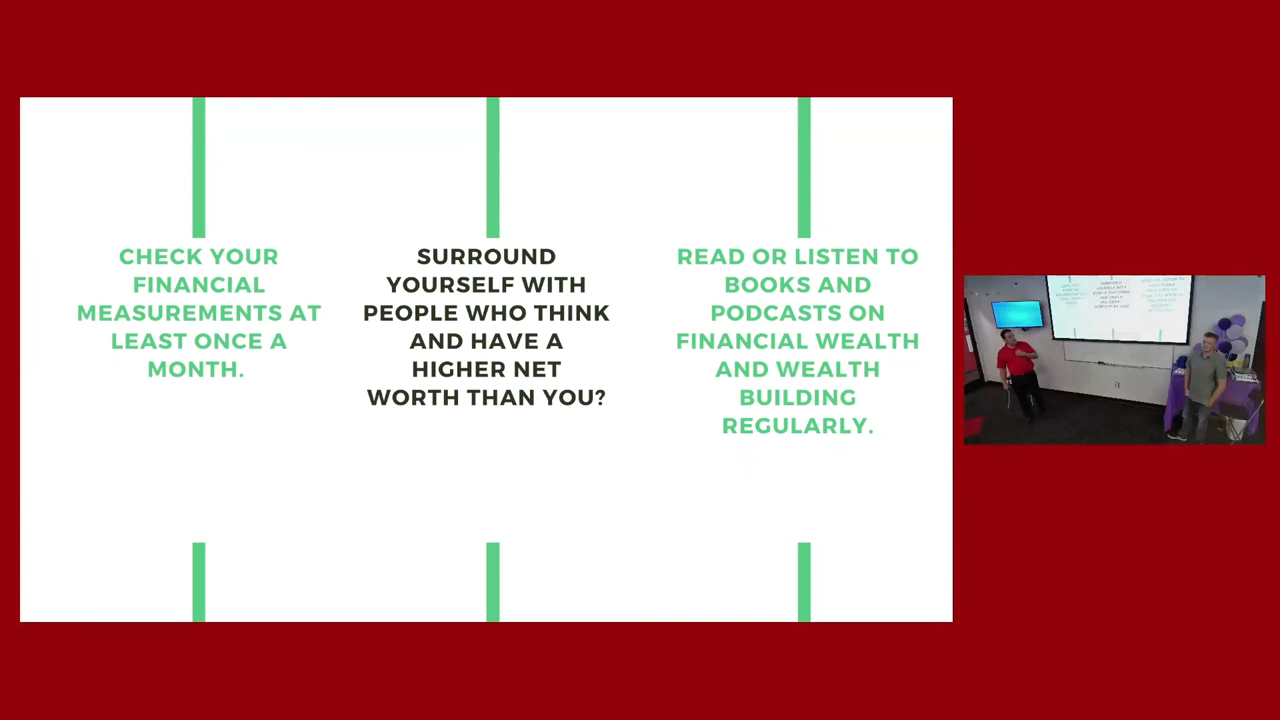 CHECK YOUR
FINANCIAL
MEASUREMENTS AT
LEAST ONCE A
MONTH.
SURROUND
YOURSELF WITH
PEOPLE WHO THINK
AND HAVE A
HIGHER NET
WORTH THAN YOU?
READ OR LISTEN TO
BOOKS AND
PODCASTS ON
FINANCIAL WEALTH
AND WEALTH
BUILDING
REGULARLY.